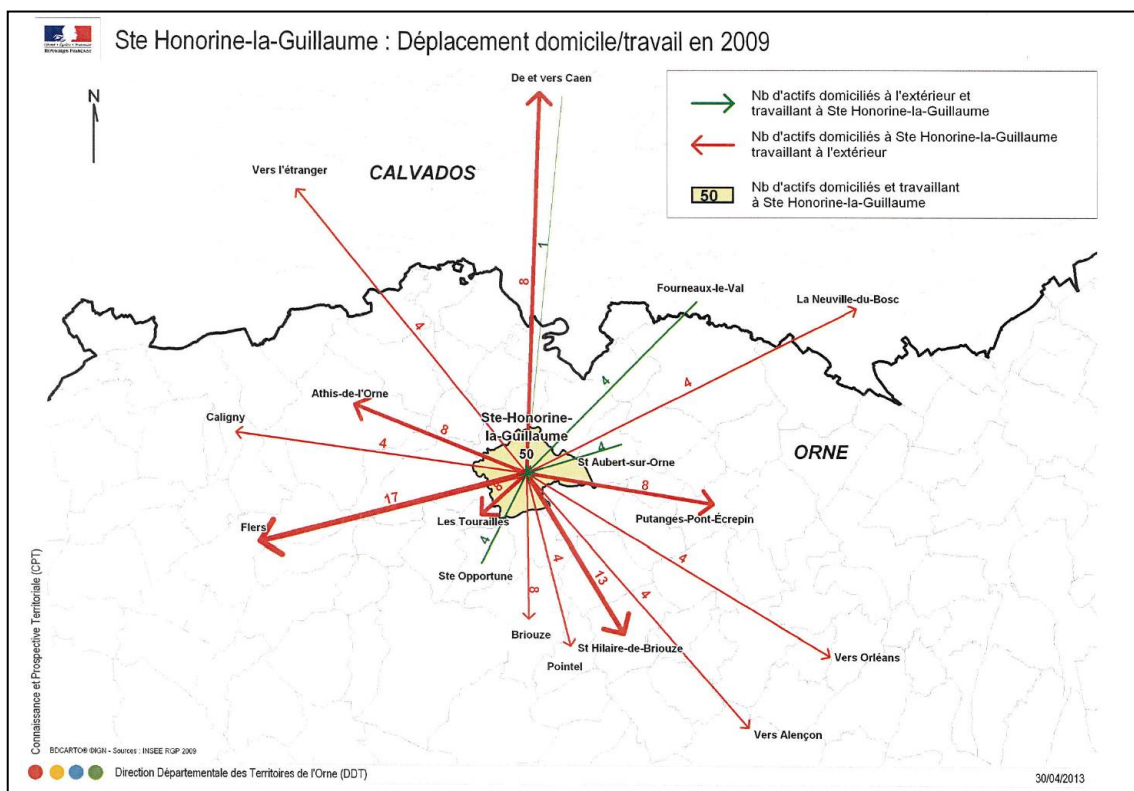 Ste Honorine-la-Guillaume : Déplacement domicile/travail en 2009
RÉPUBLIQUE FRANÇAISE
De et vers Caen
N
Nb d'actifs domiciliés à l'extérieur et
travaillant à Ste Honorine-la-Guillaume
Nb d'actifs domiciliés à Ste Honorine-la-Guillaume
travaillant à l'extérieur
50
Nb d'actifs domiciliés et travaillant
à Ste Honorine-la-Guillaume
CALVADOS
Vers l'étranger
1
8
Fourneaux-le-Val
La Neuville-du-Bosc
4
4
4
Athis-de-l'Orne
Caligny
8
4
Ste-Honorine-
la-Guillaume
50
4
St Aubert-sur-Orne
ORNE
8
Putanges-Pont-Écrepin
17
Flers
8
Les Tourailles
4
Ste Opportune
8
Briouze
4
Pointel
13
St Hilaire-de-Briouze
4
Vers Alençon
4
Vers Orléans
Connaissance et Prospective Territoriale (CPT)
BDCARTO® ©IGN - Sources : INSEE RGP 2009
Direction Départementale des Territoires de l'Orne (DDT)
30/04/2013